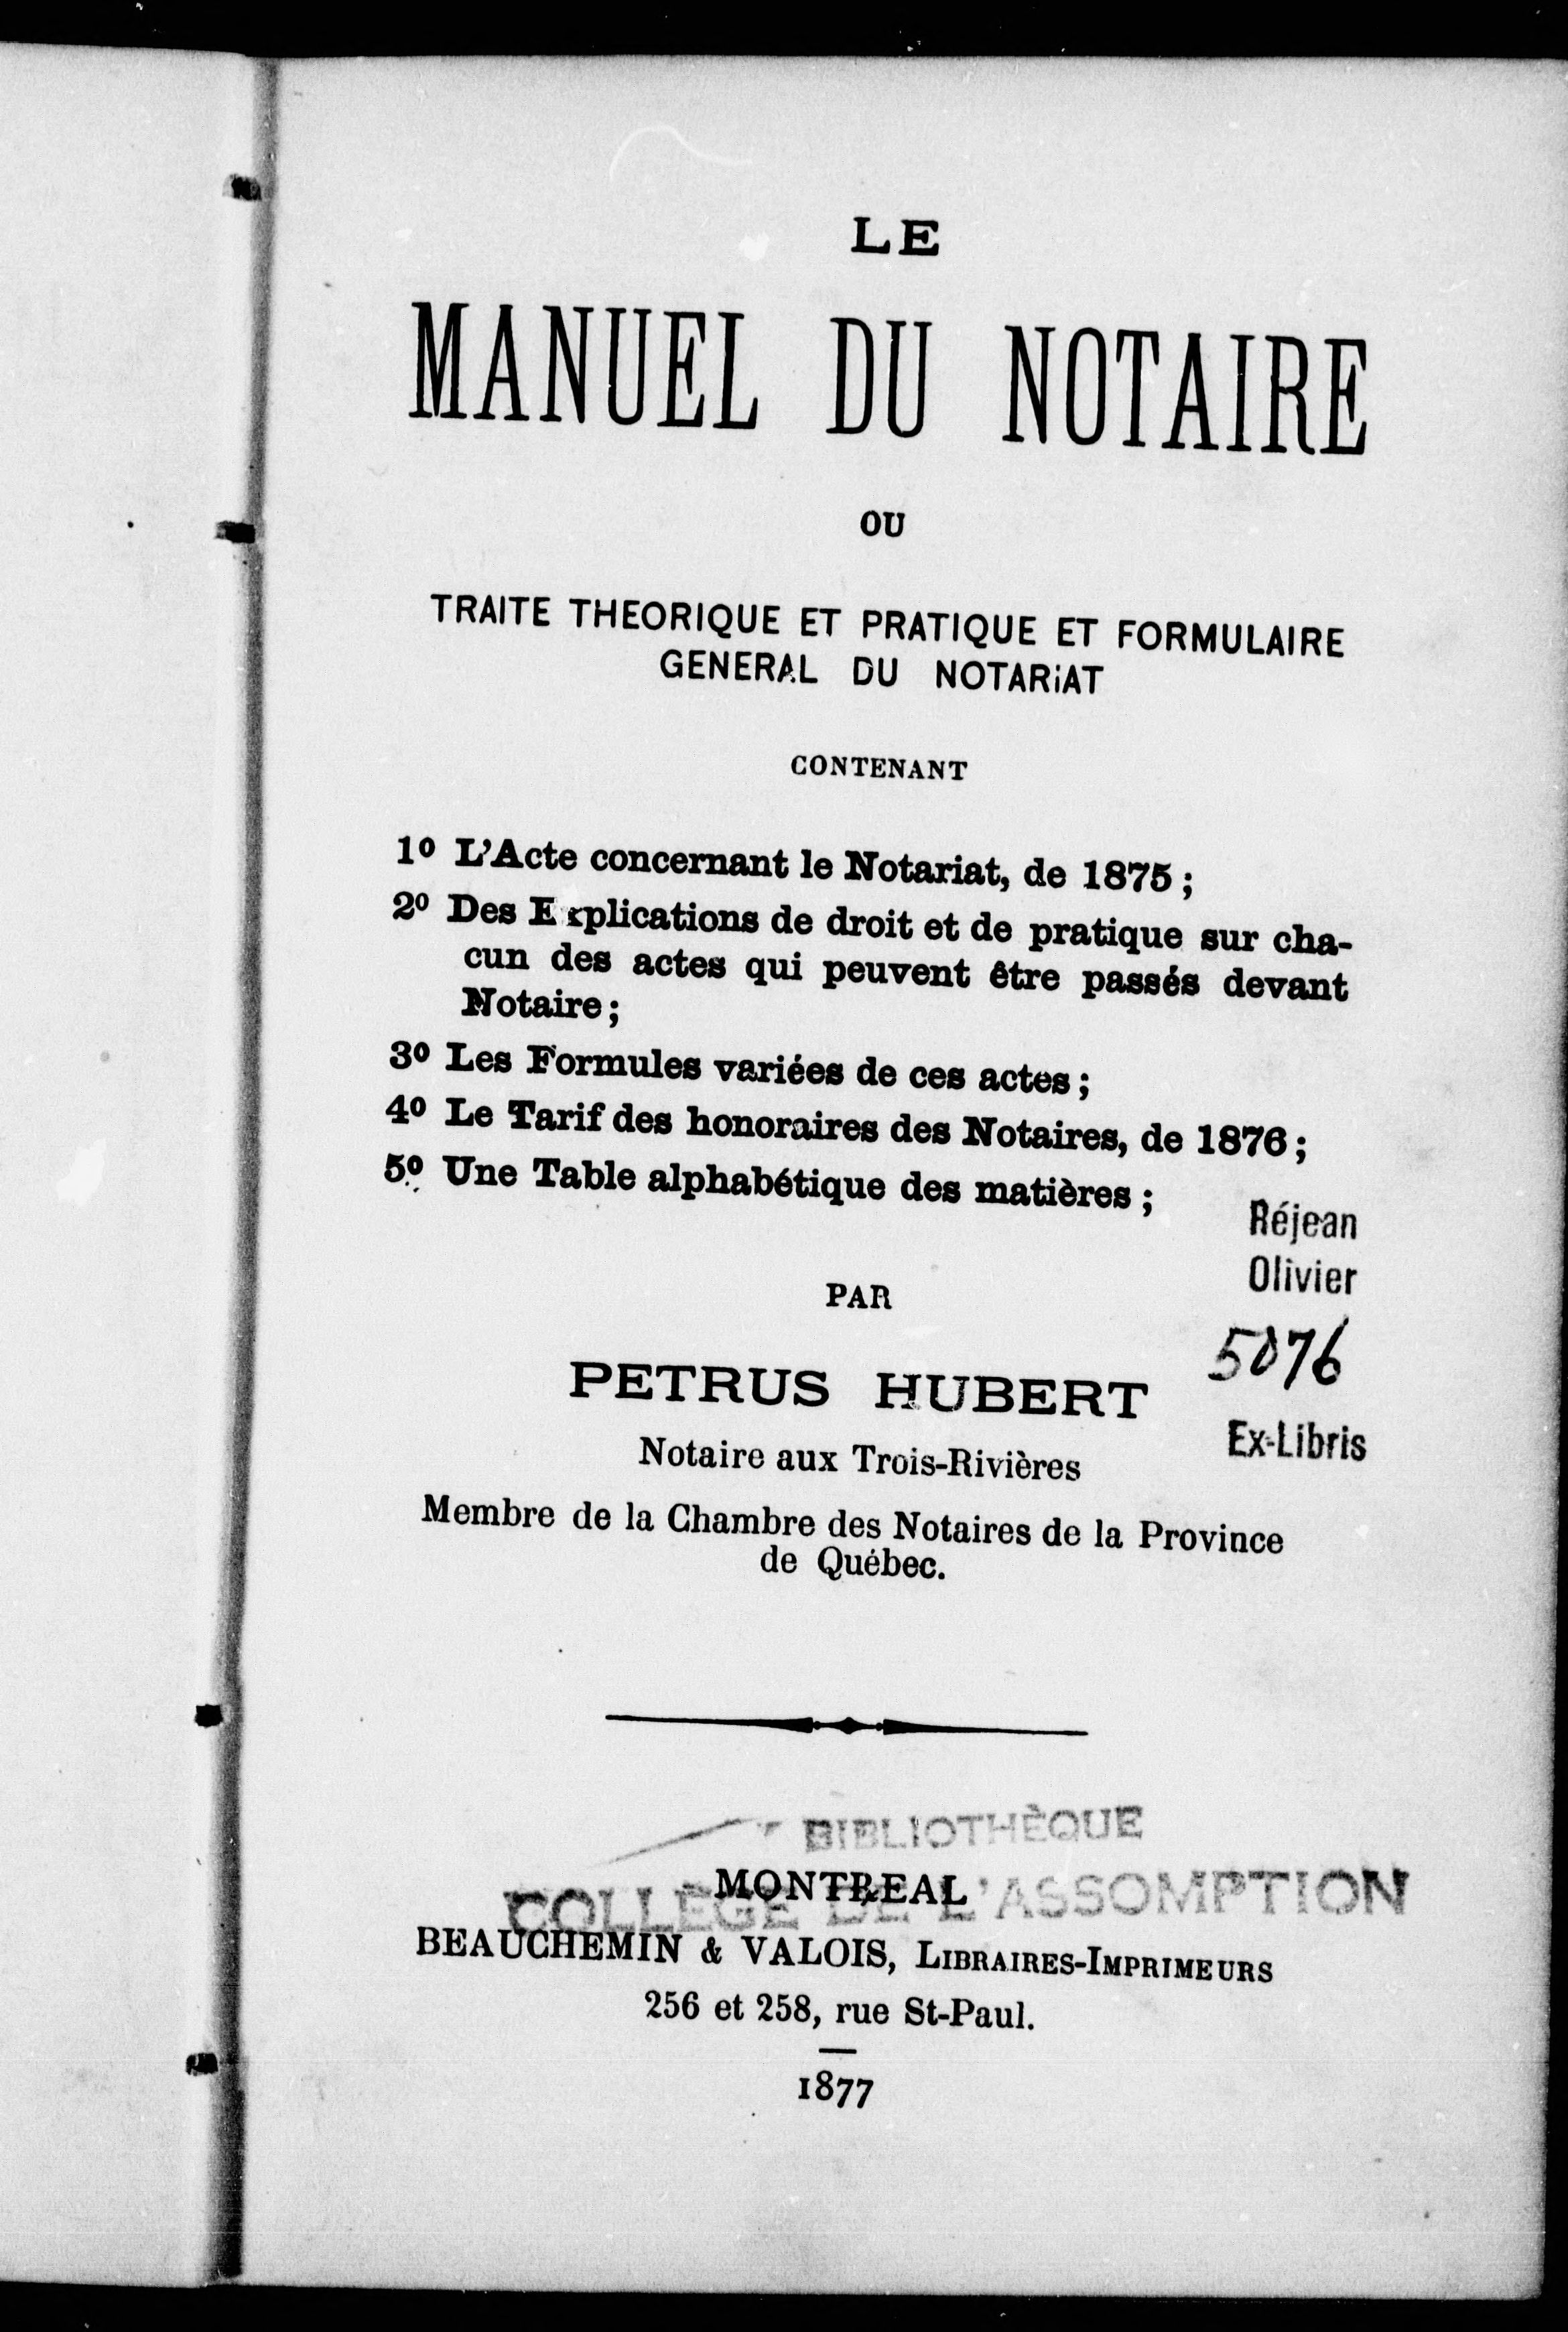 LE
MANUEL DU NOTAIRE
OU
TRAITE THEORIQUE ET PRATIQUE ET FORMULAIRE
GENERAL DU NOTARiAT
CONTENANT
1º L'Acte concernant le Notariat, de 1875 ;
2º Des Explications de droit et de pratique sur cha-
cun des actes qui peuvent être passés devant
Notaire ;
3º Les Formules variées de ces actes ;
4º Le Tarif des honoraires des Notaires, de 1876 ;
5º Une Table alphabétique des matières ;
Réjean
Olivier
5076
Ex-Libris
PAR
PETRUS HUBERT
Notaire aux Trois-Rivières
Membre de la Chambre des Notaires de la Province
de Québec.
BIBLIOTHÈQUE
COLLÈGE DE L'ASSOMPTION
MONTREAL
BEAUCHEMIN & VALOIS, LIBRAIRES-IMPRIMEURS
256 et 258, rue St-Paul.
1877